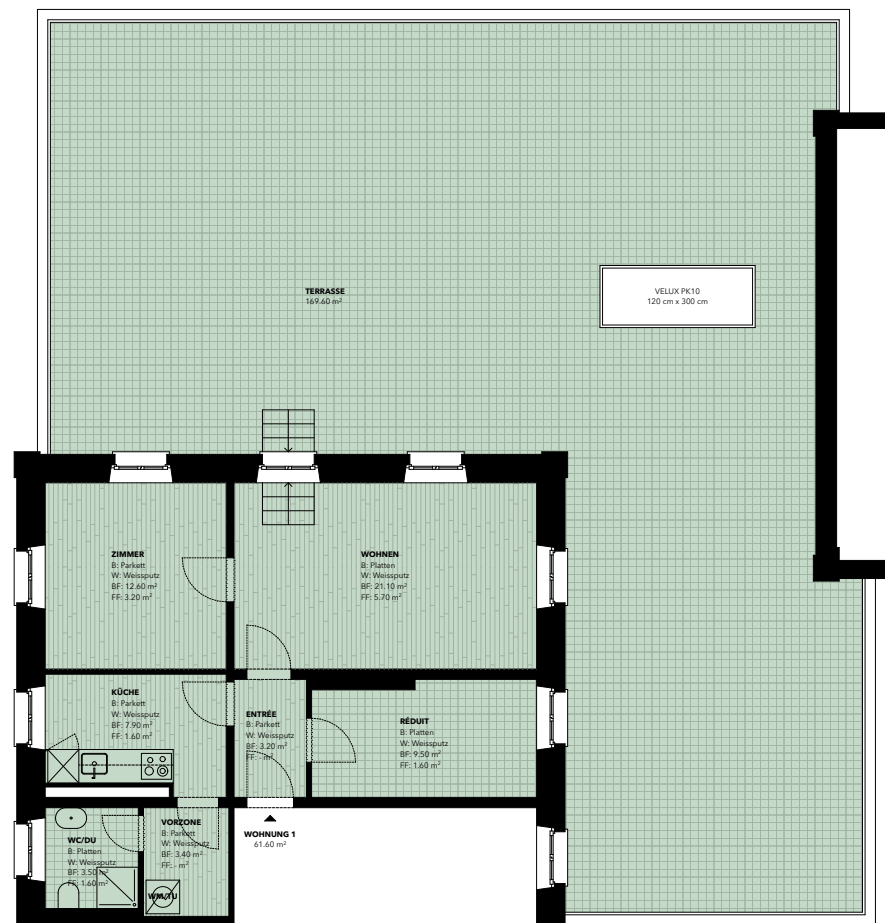 TERRASSE
169.60 m²
VELUX PK10
120 cm x 300 cm
ZIMMER
B: Parkett
W: Weissputz
BF: 12.60 m²
FF: 3.20 m²
WOHNEN
B: Platten
W: Weissputz
BF: 21.10 m²
FF: 5.70 m²
KÜCHE
B: Parkett
W: Weissputz
BF: 7.90 m²
FF: 1.60 m²
ENTRÉE
B: Parkett
W: Weissputz
BF: 3.20 m²
FF: - m²
RÉDUIT
B: Platten
W: Weissputz
BF: 9.50 m²
FF: 1.60 m²
WC/DU
B: Platten
W: Weissputz
BF: 3.50 m²
FF: 1.60 m²
VORZONE
B: Parkett
W: Weissputz
BF: 3.40 m²
FF: - m²
WM/TU
WOHNUNG 1
61.60 m²